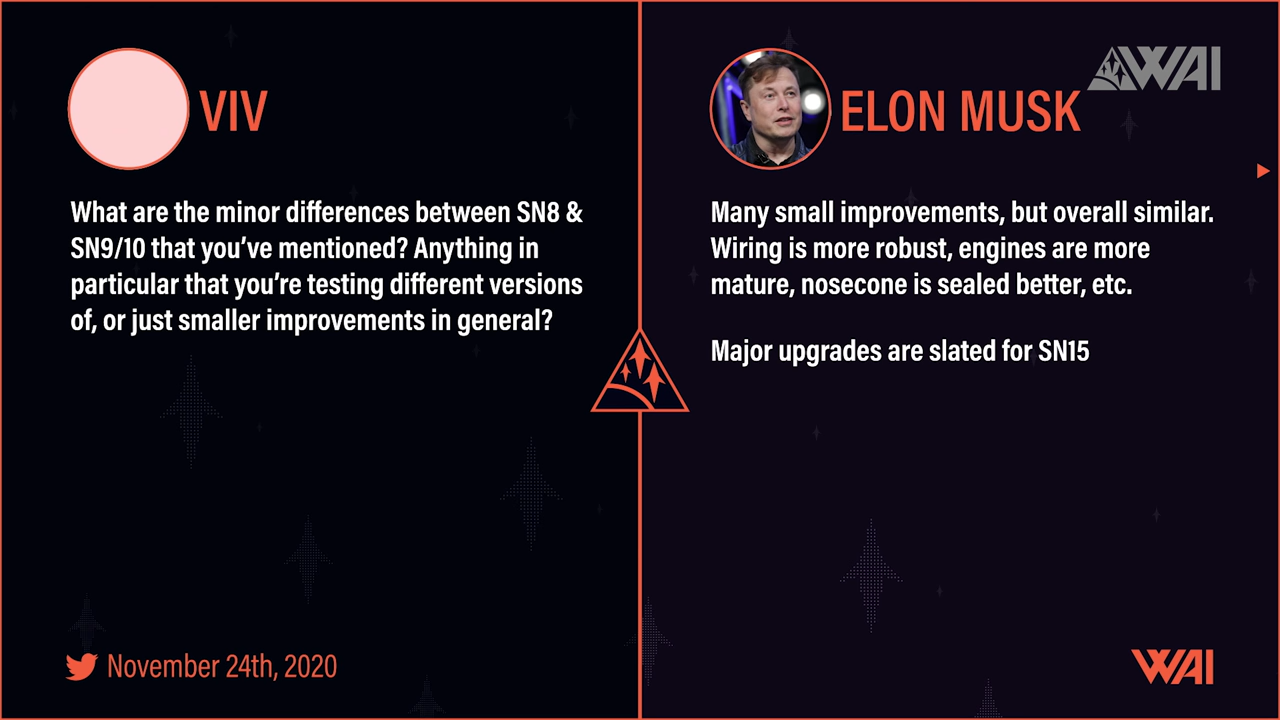 VIV
What are the minor differences between SN8 &
SN9/10 that you've mentioned? Anything in
particular that you're testing different versions
of, or just smaller improvements in general?
November 24th, 2020
ELON MUSK
WAI
Many small improvements, but overall similar.
Wiring is more robust, engines are more
mature, nosecone is sealed better, etc.
Major upgrades are slated for SN15
WAI